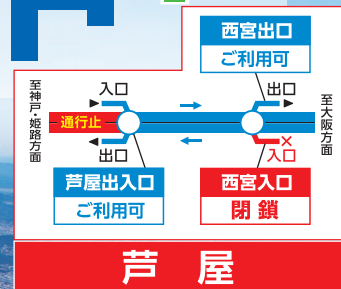 西宮出口
ご利用可
入口
出口
至神戸・姫路方面
通行止
至大阪方面
出口
入口
芦屋出入口
ご利用可
西宮入口
閉鎖
芦屋